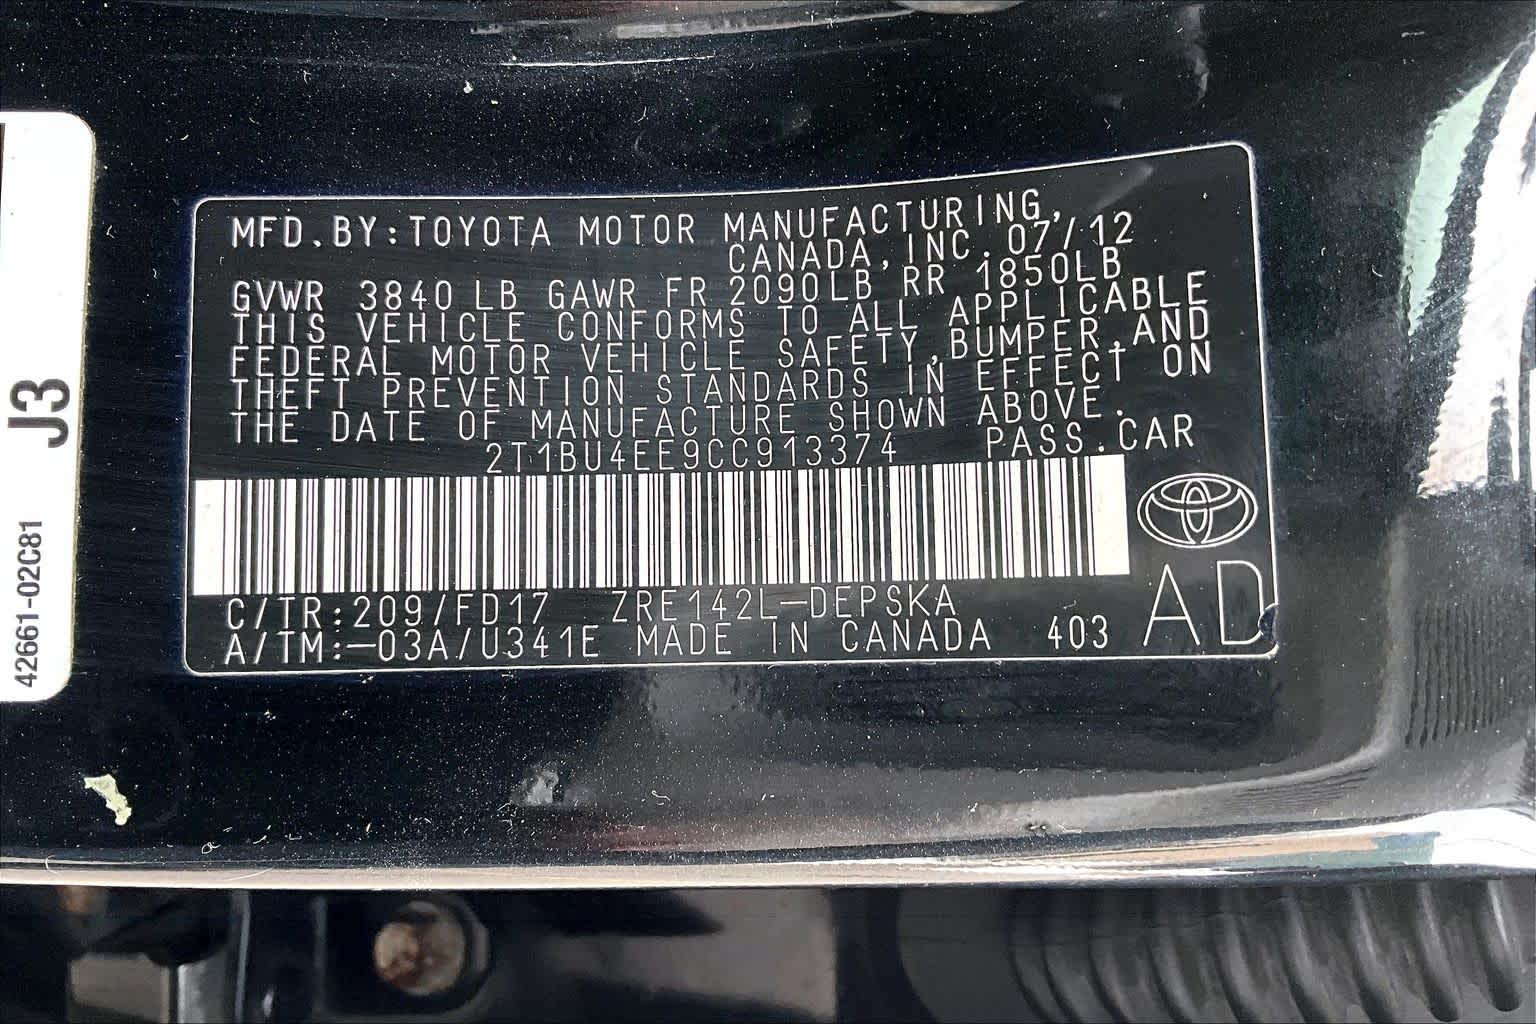 MFD.BY:TOYOTA MOTOR MANUFACTURING,
CANADA,INC.07/12
GVWR 3840LB GAWR FR 2090LB RR 1850LB
THIS VEHICLE CONFORMS TO ALL APPLICABLE
FEDERAL MOTOR VEHICLE SAFETY,BUMPER,AND
THEFT PREVENTION STANDARDS IN EFFECT ON
THE DATE OF MANUFACTURE SHOWN ABOVE.
2T1BU4EE9CC913374 PASS.CAR
C/TR:209/FD17 ZRE142L-DEPSKA
A/TM:-03A/U341E MADE IN CANADA 403
AD
J3
42661-02C81